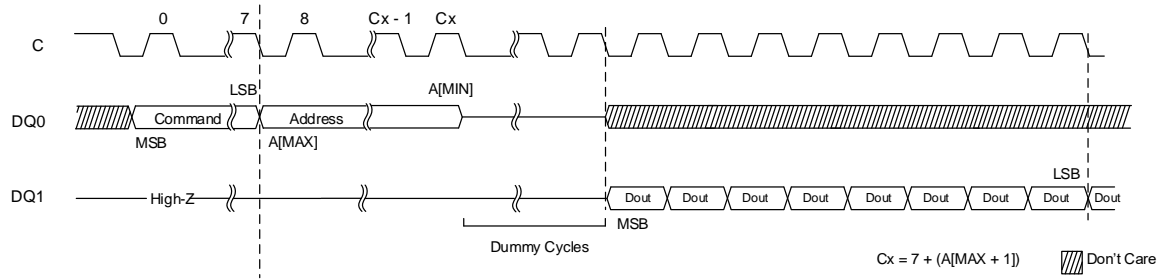 0 7 8 Cx - 1 Cx
C
LSB A[MIN]
DQ0 Command Address
MSB A[MAX]
LSB
DQ1 High-Z Dout Dout Dout Dout Dout Dout Dout Dout Dout
MSB
Dummy Cycles
Cx = 7 + (A[MAX + 1]) Don't Care